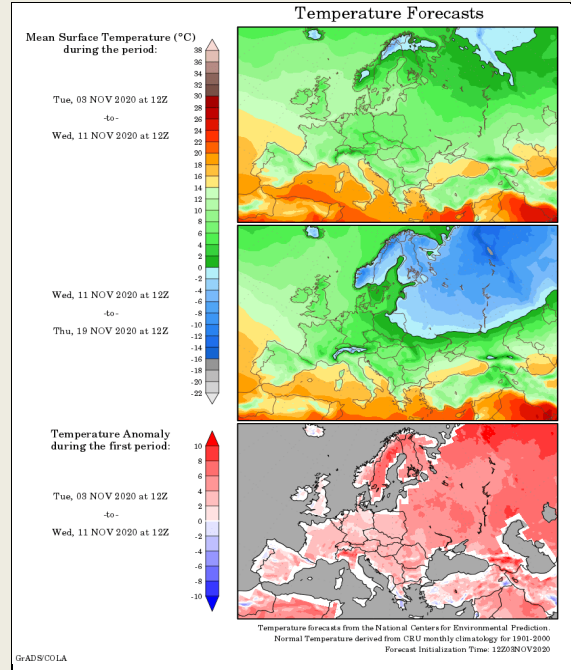 Temperature Forecasts
Mean Surface Temperature (°C)
during the period:
Tue, 03 NOV 2020 at 12Z
-to-
Wed, 11 NOV 2020 at 12Z
38
36
34
32
30
28
26
24
22
20
18
16
14
12
10
8
6
4
2
0
-2
-4
-6
-8
-10
-12
-14
-16
-18
-20
-22
Wed, 11 NOV 2020 at 12Z
-to-
Thu, 19 NOV 2020 at 12Z
Temperature Anomaly
during the first period:
Tue, 03 NOV 2020 at 12Z
-to-
Wed, 11 NOV 2020 at 12Z
10
8
6
4
2
0
-2
-4
-6
-8
-10
Temperature forecasts from the National Centers for Environmental Prediction.
Normal Temperature derived from CRU monthly climatology for 1901-2000
Forecast Initialization Time: 12Z03NOV2020
GrADS/COLA